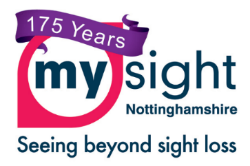 175 Years
my sight
Nottinghamshire
Seeing beyond sight loss